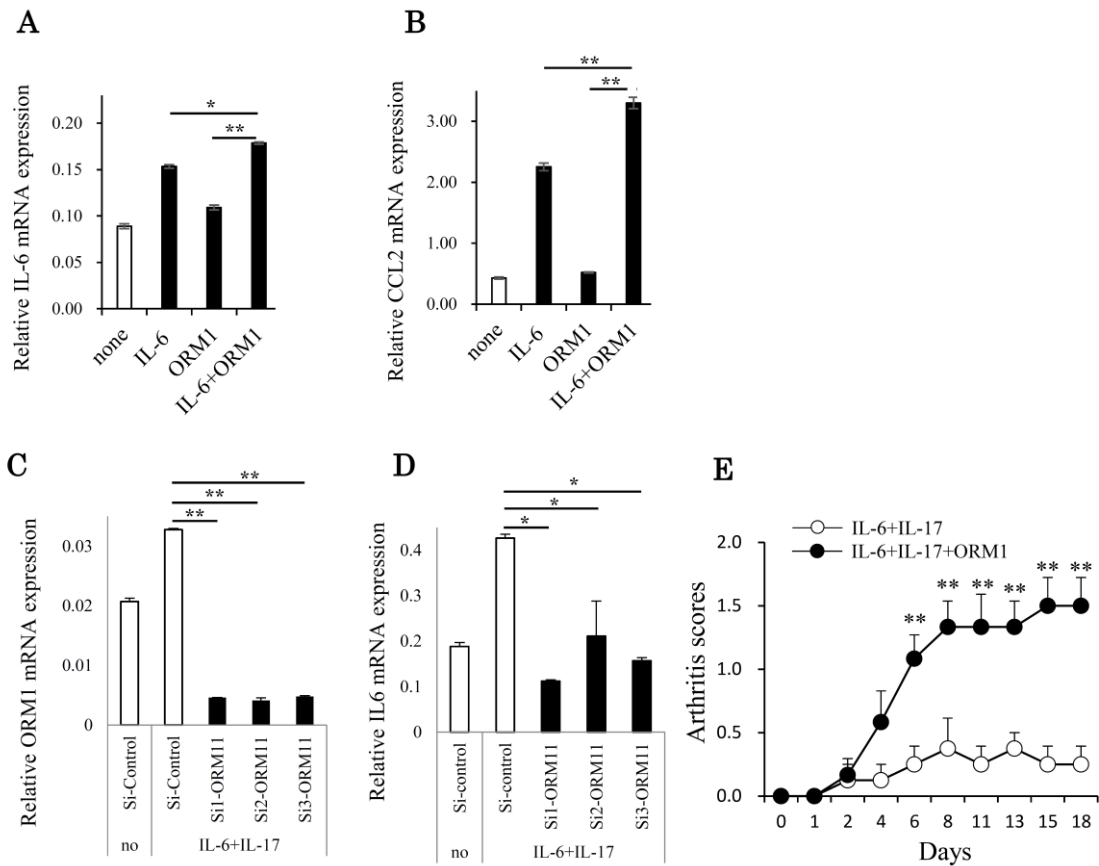 A
Relative IL-6 mRNA expression
0.20
0.15
0.10
0.05
0.00
*
**
none
IL-6
ORM1
IL-6+ORM1
B
Relative CCL2 mRNA expression
3.00
2.00
1.00
0.00
**
**
none
IL-6
ORM1
IL-6+ORM1
C
Relative ORM1 mRNA expression
0.03
0.02
0.01
0
**
**
**
Si-Control
Si-Control
Si1-ORM11
Si2-ORM11
Si3-ORM11
no
IL-6+IL-17
D
Relative IL6 mRNA expression
0.4
0.3
0.2
0.1
0
*
*
*
Si-control
Si-control
Si1-ORM11
Si2-ORM11
Si3-ORM11
no
IL-6+IL-17
E
IL-6+IL-17
IL-6+IL-17+ORM1
Arthritis scores
2.0
1.5
1.0
0.5
0.0
** ** ** ** ** **
0 1 2 4 6 8 11 13 15 18
Days